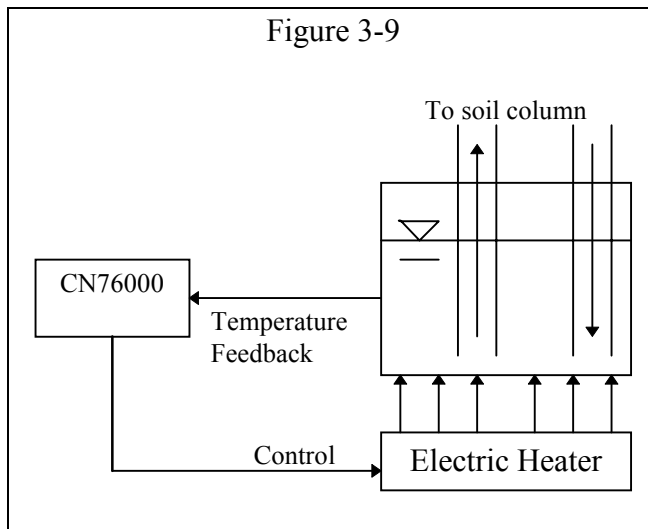 Figure 3-9
To soil column
CN76000
Temperature
Feedback
Control
Electric Heater